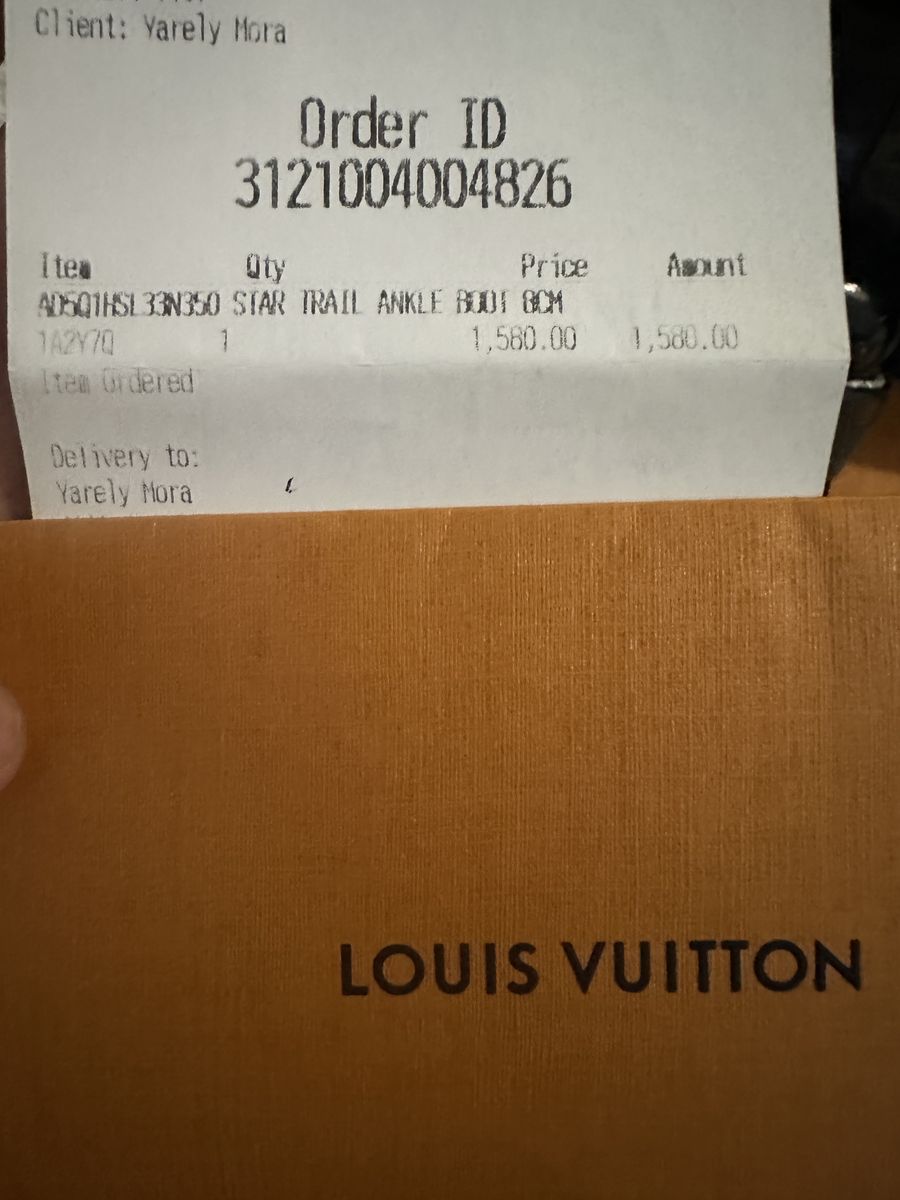 Client: Yarely Mora
Order ID
3121004004826
Item Qty Price Amount
AD5Q1HSL33N350 STAR TRAIL ANKLE BOOT 8CM
1A2Y7Q 1 1,580.00 1,580.00
Item Ordered
Delivery to:
Yarely Mora
LOUIS VUITTON